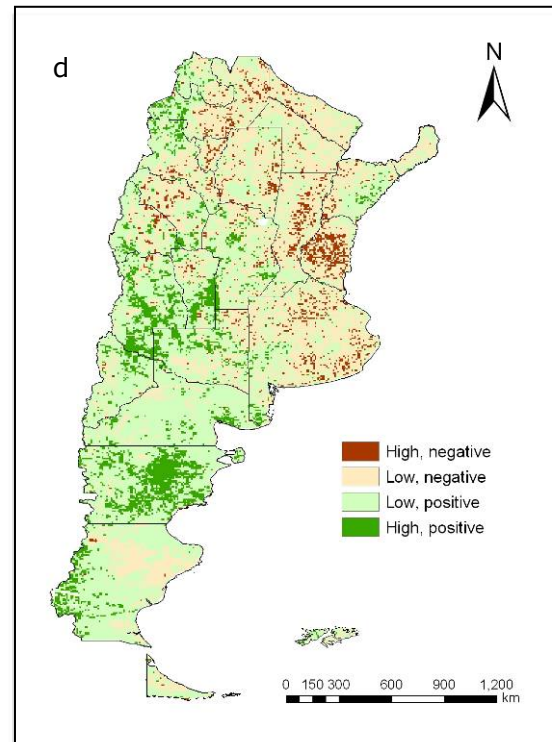 d
N
High, negative
Low, negative
Low, positive
High, positive
0 150 300 600 900 1,200
km